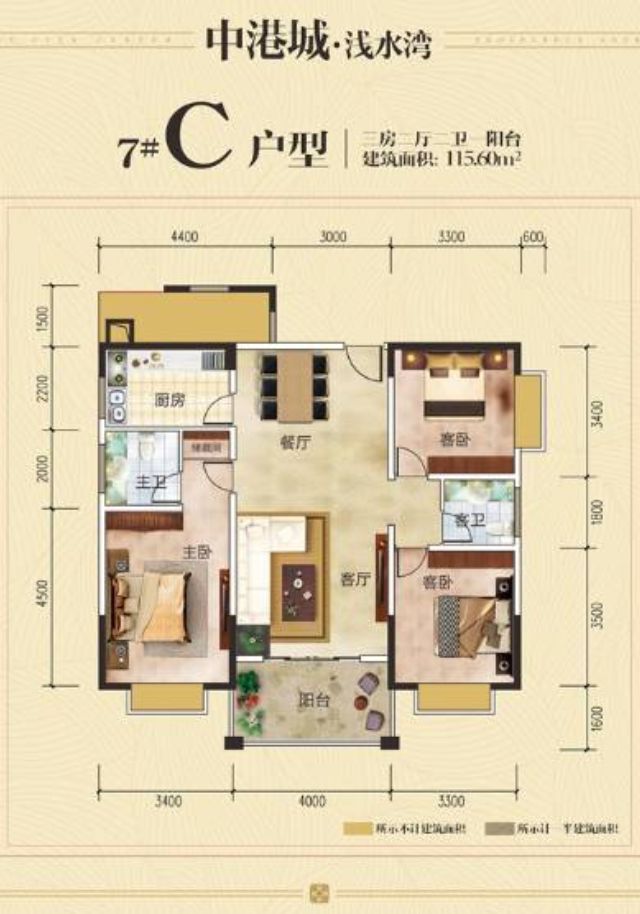 中港城·浅水湾
7# C 户型
三房二厅二卫一阳台
建筑面积: 115.60m²
4400 3000 3300 600
1500
2200
2000
4500
3400
1800
3500
1600
厨房
餐厅
客卧
主卫
储藏间
客卫
主卧
客厅
客卧
阳台
3400 4000 3300
所示不计建筑面积 所示计一半建筑面积